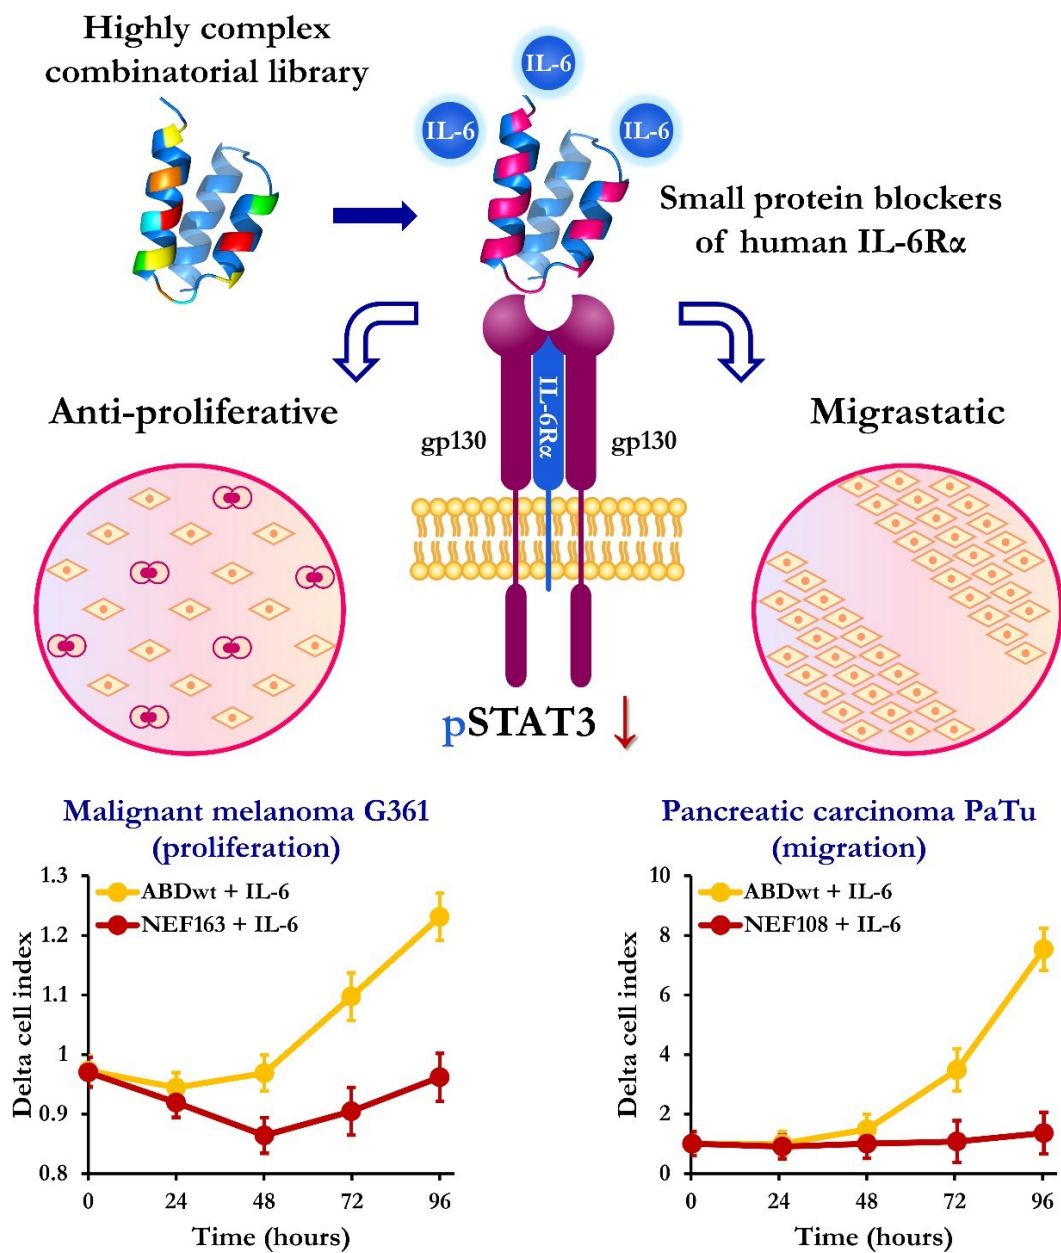 Highly complex
combinatorial library
IL-6
IL-6
IL-6
Small protein blockers
of human IL-6Rα
Anti-proliferative
Migrastatic
gp130
IL-6Rα
gp130
pSTAT3 ↓
Malignant melanoma G361
(proliferation)
1.3
1.2
1.1
1
0.9
0.8
Delta cell index
ABDwt + IL-6
NEF163 + IL-6
0 24 48 72 96
Time (hours)
Pancreatic carcinoma PaTu
(migration)
10
8
6
4
2
0
Delta cell index
ABDwt + IL-6
NEF108 + IL-6
0 24 48 72 96
Time (hours)